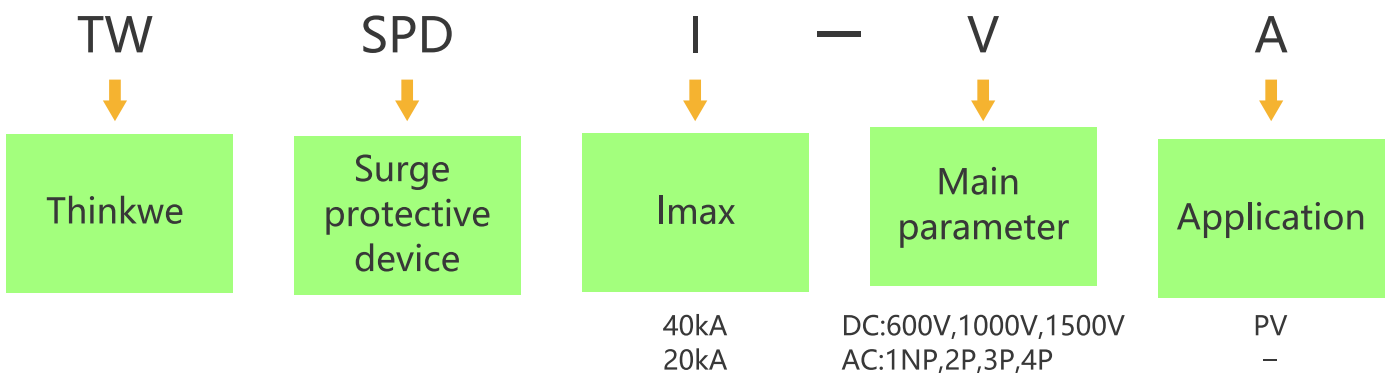 TW SPD I — V A
Thinkwe
Surge
protective
device
Imax
Main
parameter
Application
40kA DC:600V,1000V,1500V PV
20kA AC:1NP,2P,3P,4P –